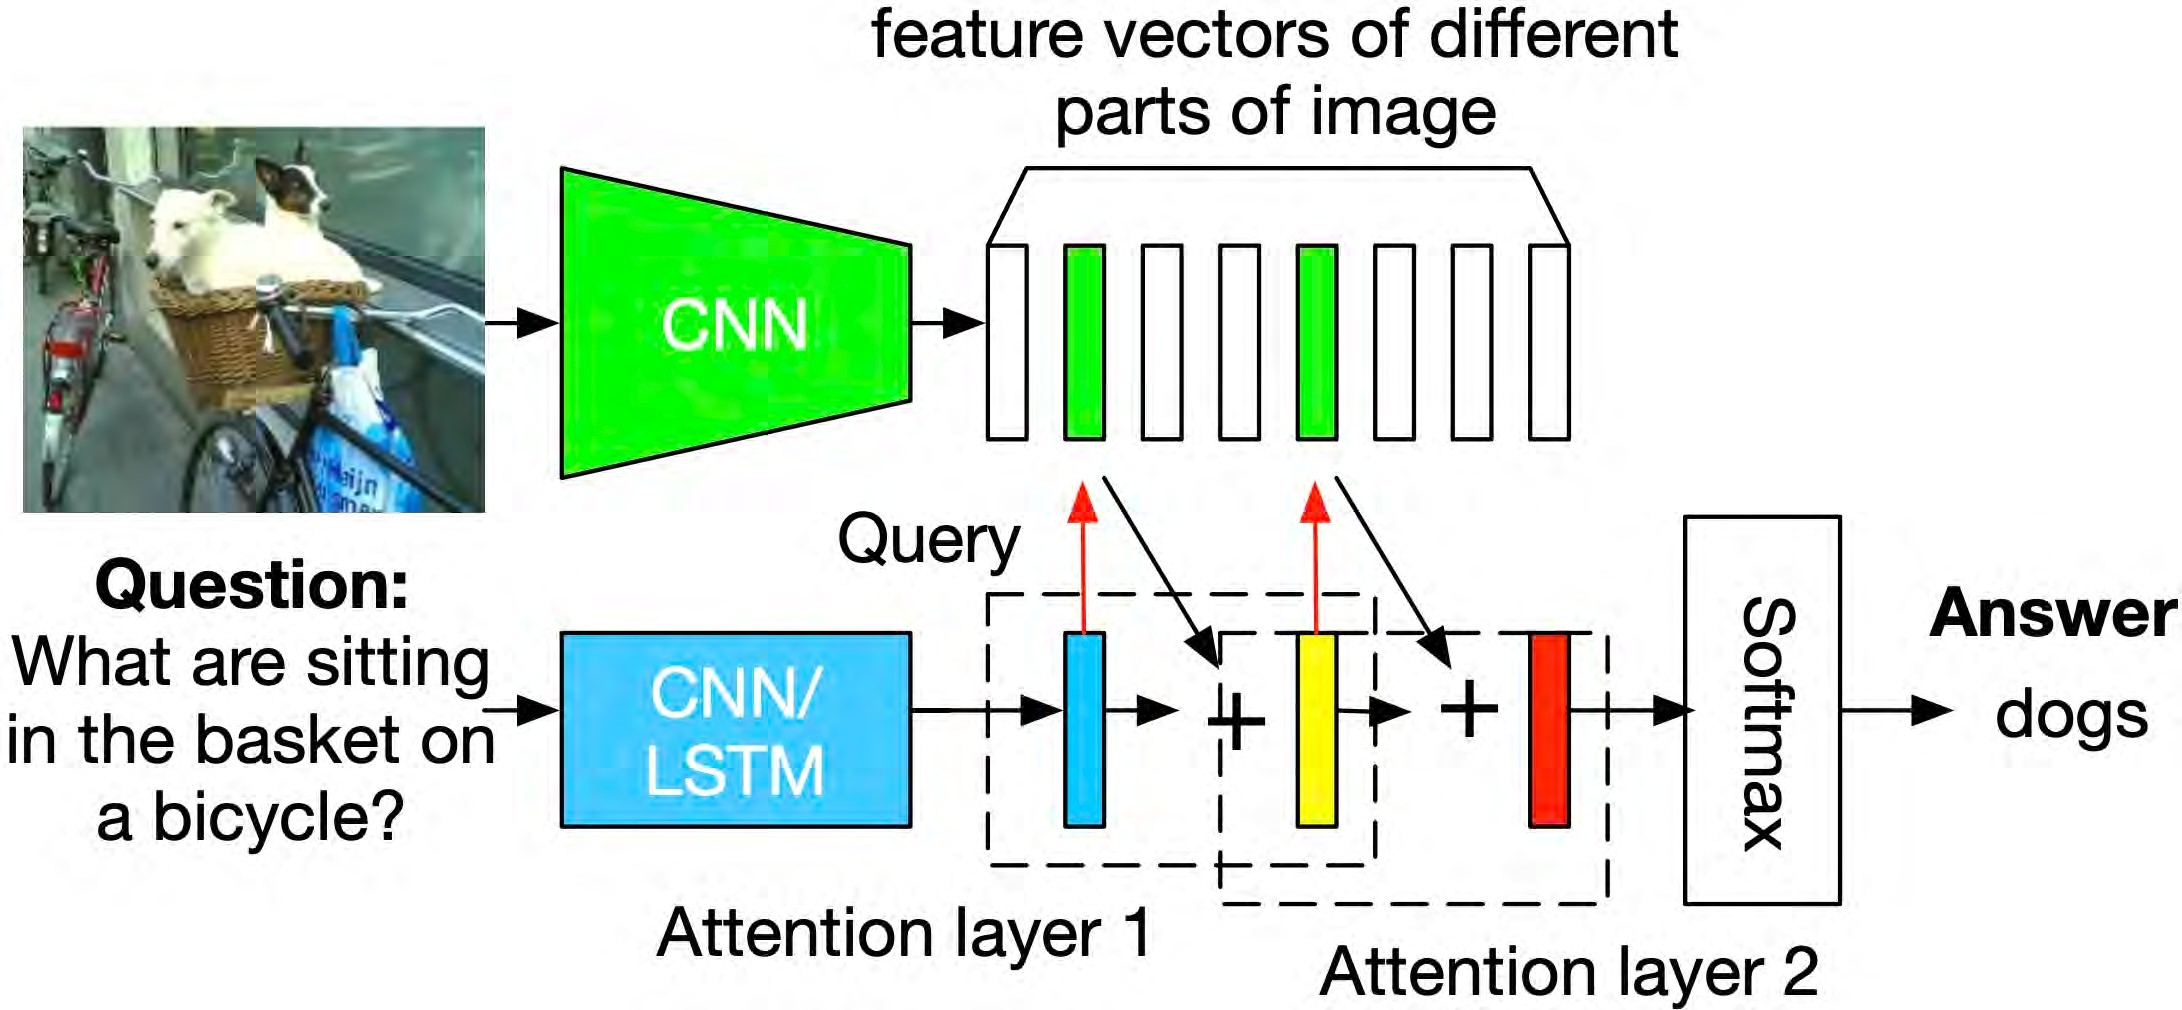 feature vectors of different
parts of image
CNN
Query
Question:
What are sitting
in the basket on
a bicycle?
CNN/
LSTM
Softmax
Answer
dogs
Attention layer 1
Attention layer 2